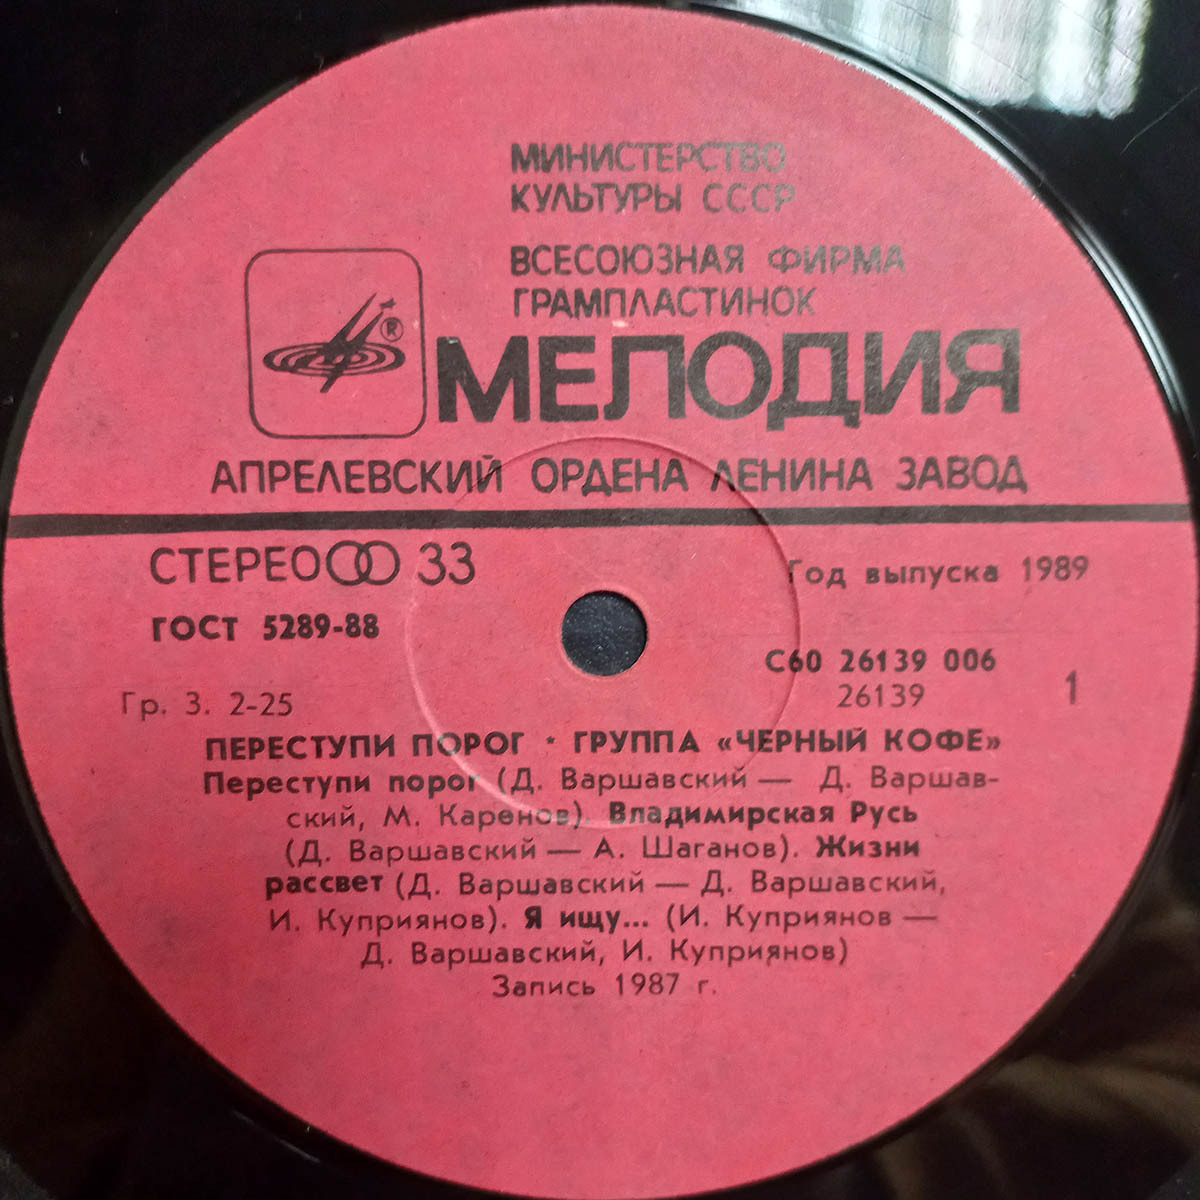 МИНИСТЕРСТВО
КУЛЬТУРЫ СССР
ВСЕСОЮЗНАЯ ФИРМА
ГРАМПЛАСТИНОК
®
МЕЛОДИЯ
АПРЕЛЕВСКИЙ ОРДЕНА ЛЕНИНА ЗАВОД
СТЕРЕО 33
Год выпуска 1989
ГОСТ 5289-88
С60 26139 006
Гр. 3. 2-25
26139
1
ПЕРЕСТУПИ ПОРОГ • ГРУППА «ЧЕРНЫЙ КОФЕ»
Переступи порог (Д. Варшавский — Д. Варшав-
ский, М. Каренов). Владимирская Русь
(Д. Варшавский — А. Шаганов). Жизни
рассвет (Д. Варшавский — Д. Варшавский,
И. Куприянов). Я ищу... (И. Куприянов —
Д. Варшавский, И. Куприянов)
Запись 1987 г.